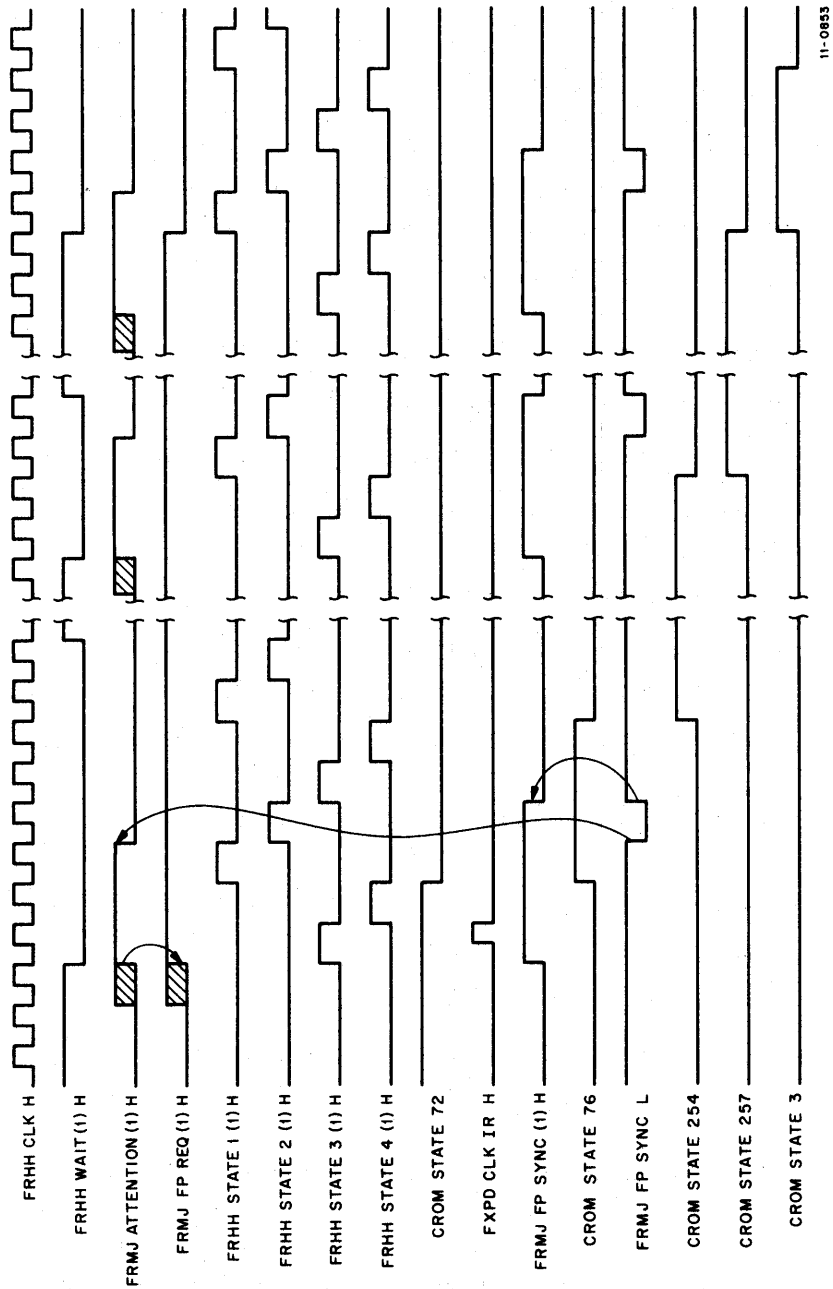 FRHH CLK H
FRHH WAIT (1) H
FRMJ ATTENTION (1) H
FRMJ FP REQ (1) H
FRHH STATE 1 (1) H
FRHH STATE 2 (1) H
FRHH STATE 3 (1) H
FRHH STATE 4 (1) H
CROM STATE 72
FXPD CLK IR H
FRMJ FP SYNC (1) H
CROM STATE 76
FRMJ FP SYNC L
CROM STATE 254
CROM STATE 257
CROM STATE 3
11-0853